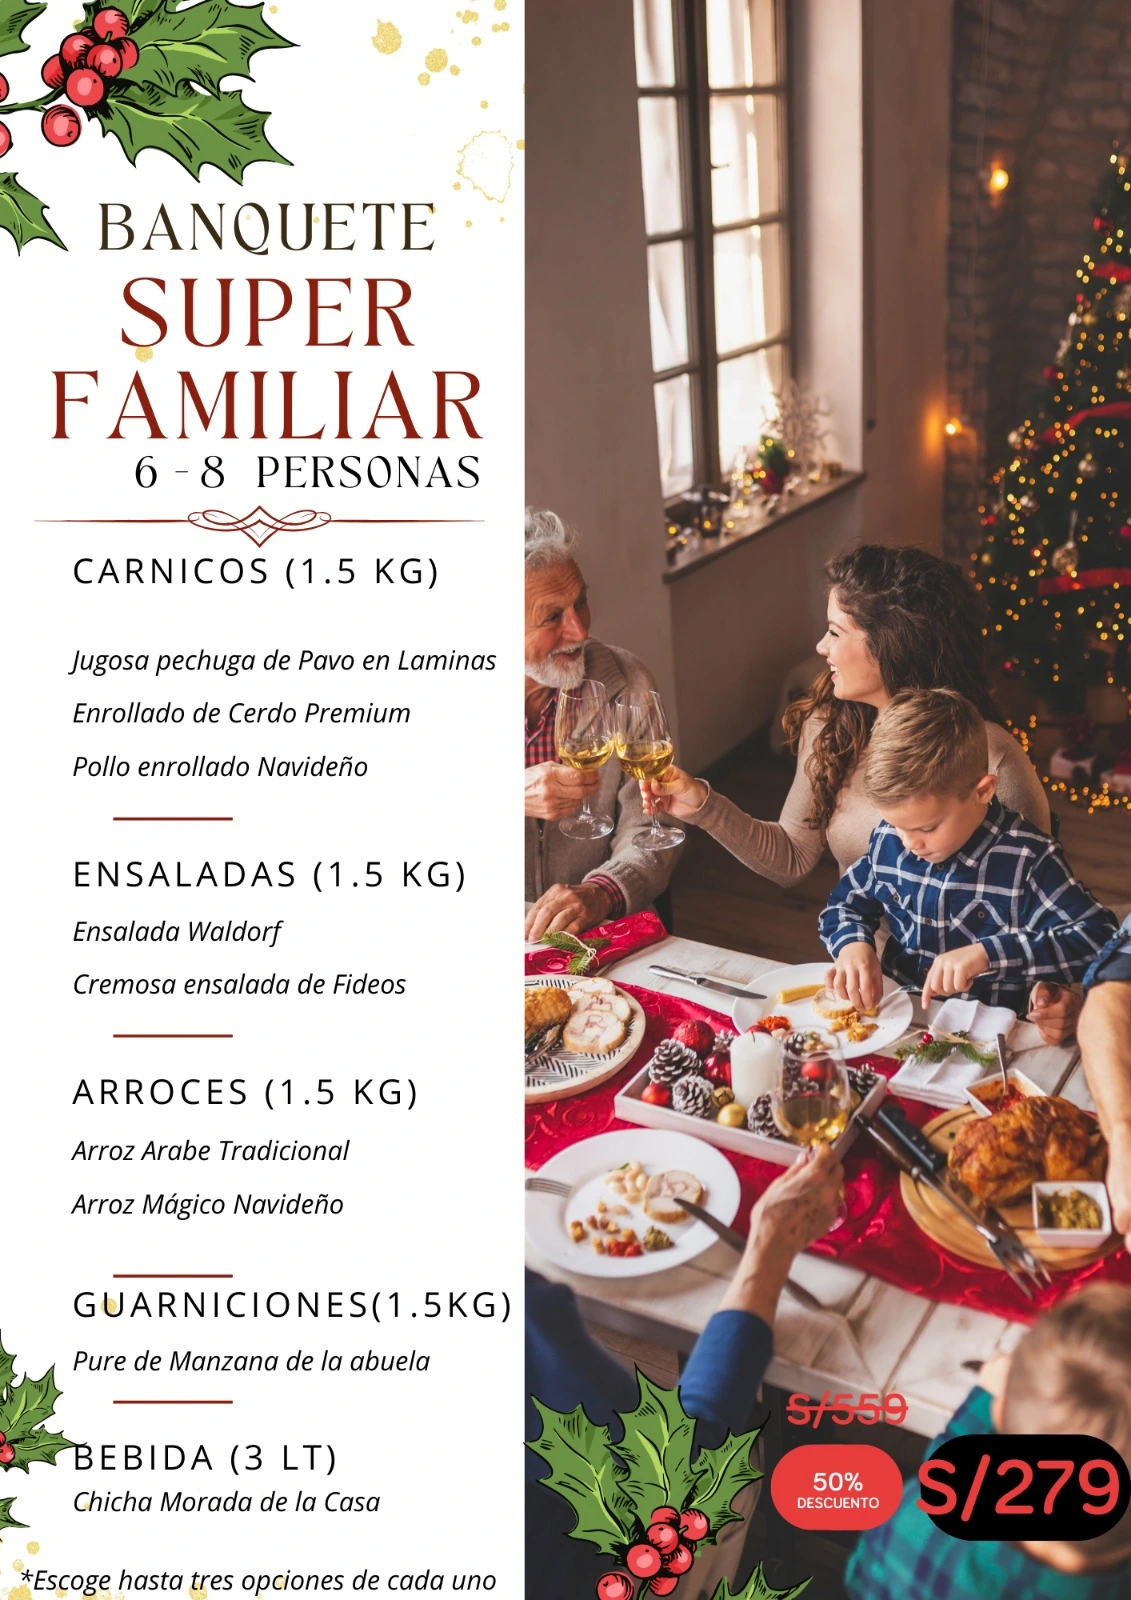 BANQUETE
SUPER
FAMILIAR
6 - 8 PERSONAS
CARNICOS (1.5 KG)
Jugosa pechuga de Pavo en Laminas
Enrollado de Cerdo Premium
Pollo enrollado Navideño
ENSALADAS (1.5 KG)
Ensalada Waldorf
Cremosa ensalada de Fideos
ARROCES (1.5 KG)
Arroz Arabe Tradicional
Arroz Mágico Navideño
GUARNICIONES(1.5KG)
Pure de Manzana de la abuela
BEBIDA (3 LT)
Chicha Morada de la Casa
*Escoge hasta tres opciones de cada uno
S/559
50%
DESCUENTO
S/279